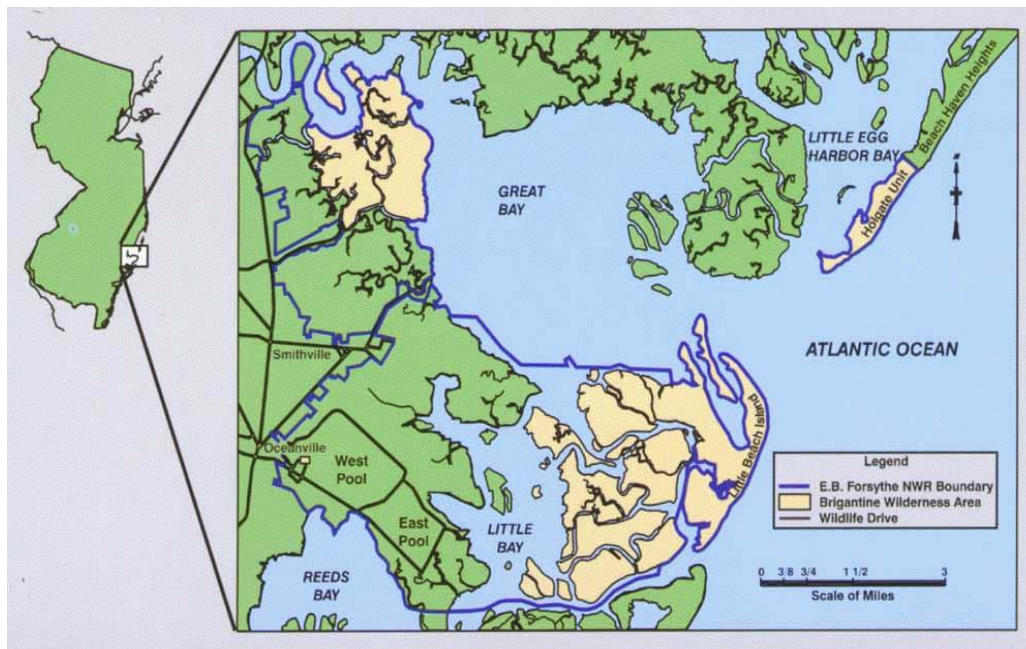 LITTLE EGG
HARBOR BAY
Beach Haven Heights
GREAT
BAY
Holgate Unit
ATLANTIC OCEAN
Smithville
Little Beach Island
Oceanville
West
Pool
East
Pool
LITTLE
BAY
REEDS
BAY
Legend
E.B. Forsythe NWR Boundary
Brigantine Wilderness Area
Wildlife Drive
0 3/8 3/4 1 1/2 3
Scale of Miles